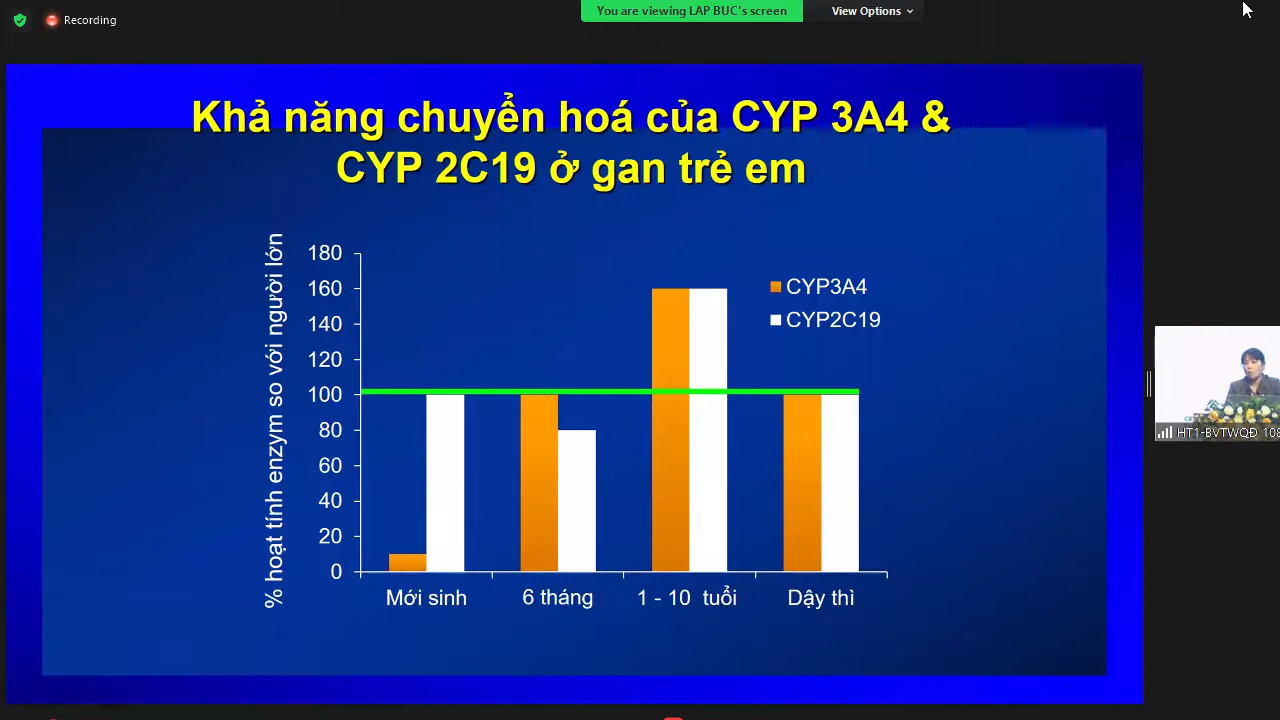 Recording
You are viewing LAP BUC's screen
View Options
Khả năng chuyển hoá của CYP 3A4 &
CYP 2C19 ở gan trẻ em
% hoạt tính enzym so với người lớn
180
160
140
120
100
80
60
40
20
0
CYP3A4
CYP2C19
Mới sinh
6 tháng
1 - 10 tuổi
Dậy thì
HT1-BVTWQĐ 108